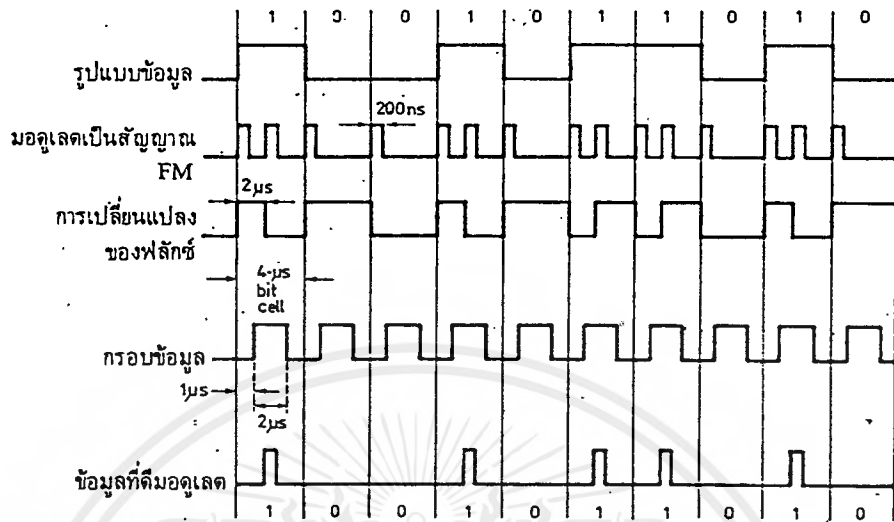 1 0 0 1 0 1 1 0 1 0
รูปแบบข้อมูล
200ns
มอดูเลตเป็นสัญญาณ
FM
2µs
การเปลี่ยนแปลง
ของฟลักซ์
4-µs
bit
cell
กรอบข้อมูล
1µs
2µs
ข้อมูลที่ดีมอดูเลต
1 0 0 1 0 1 1 0 1 0